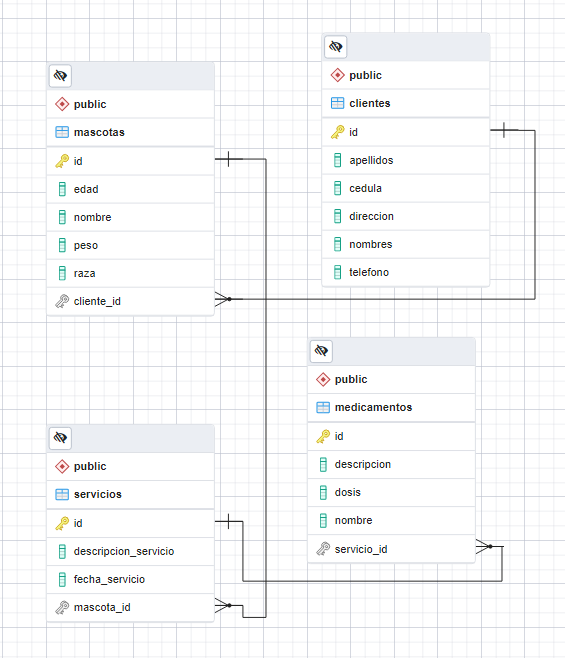 public
mascotas
id
edad
nombre
peso
raza
cliente_id
public
clientes
id
apellidos
cedula
direccion
nombres
telefono
public
servicios
id
descripcion_servicio
fecha_servicio
mascota_id
public
medicamentos
id
descripcion
dosis
nombre
servicio_id